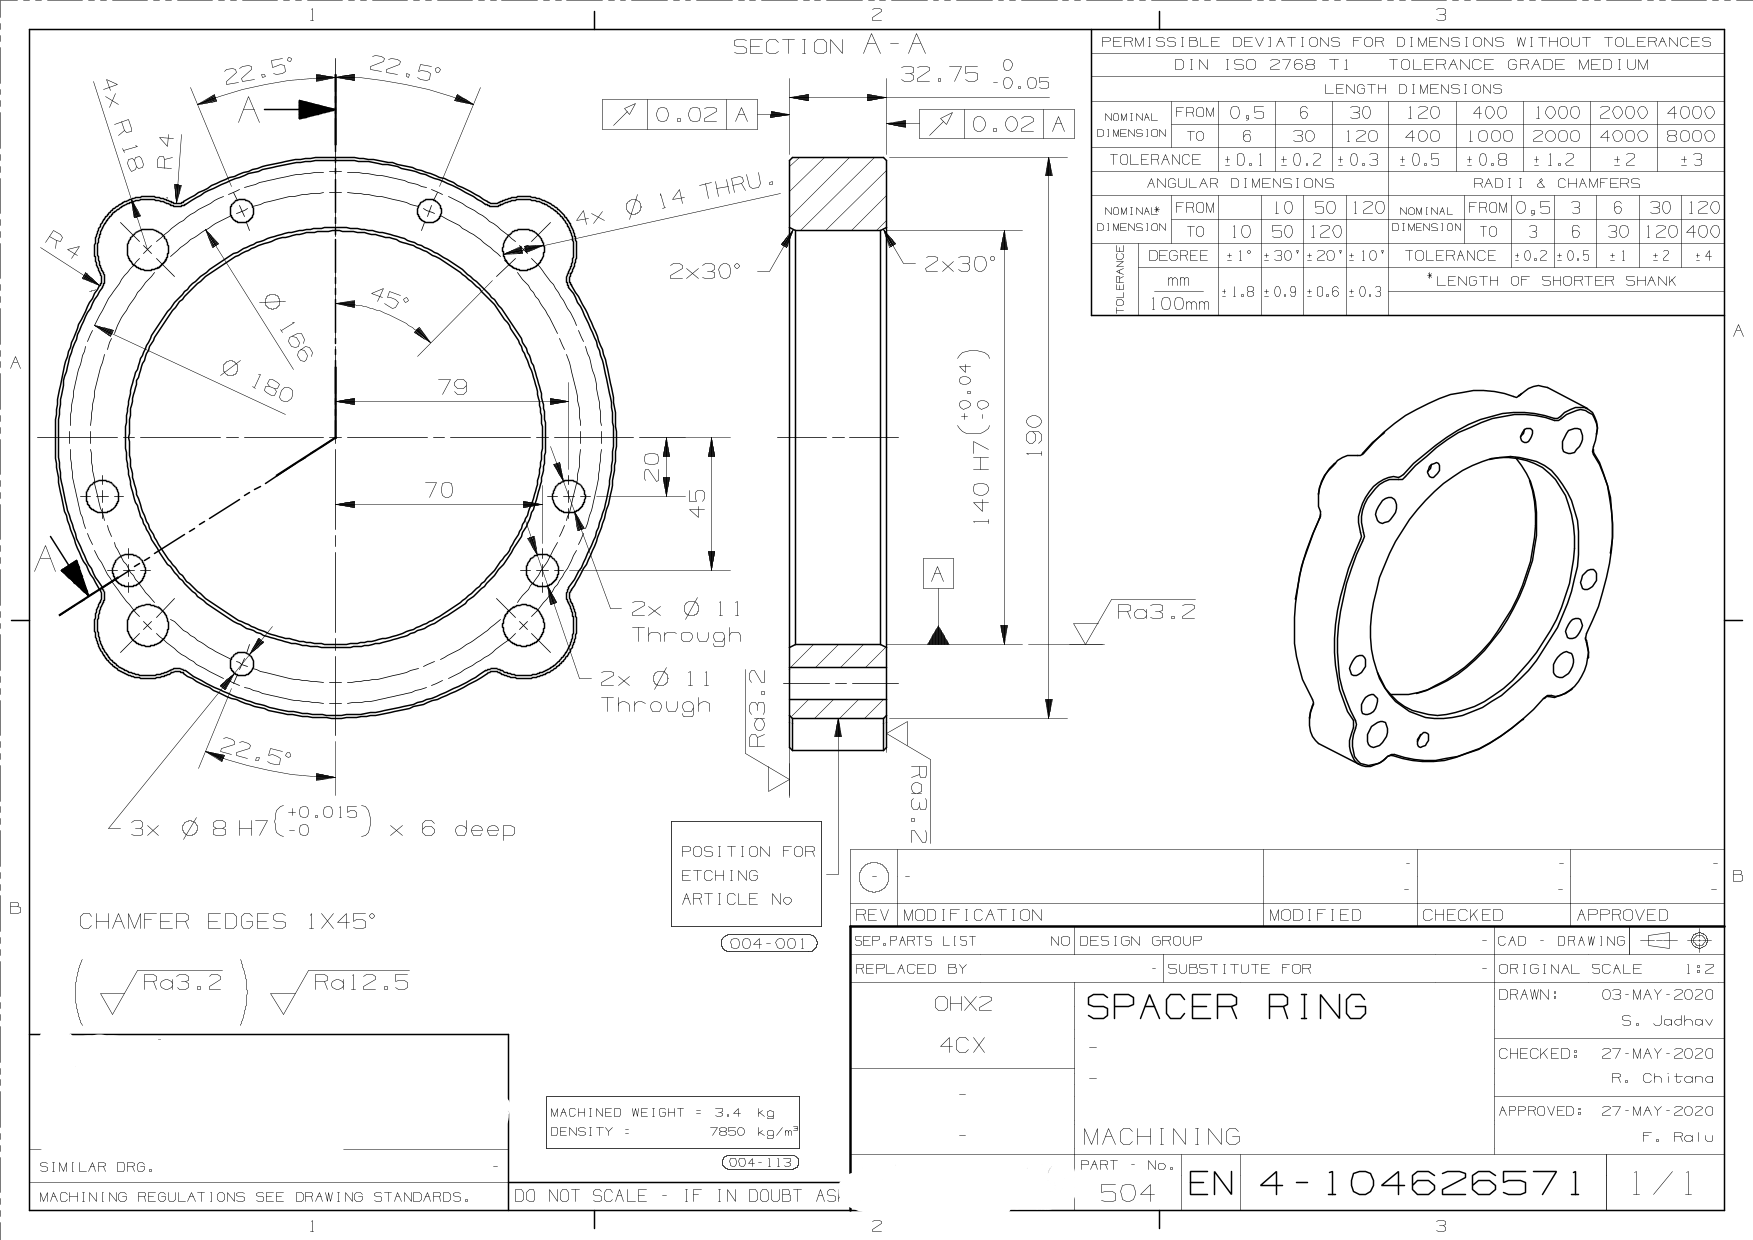 1
2
3
SECTION A-A
22.5°
22.5°
A
4x R18
R4
R4
32.75 0 -0.05
0.02 A
0.02 A
4x Ø 14 THRU.
2x30°
2x30°
45°
Ø 166
Ø 180
79
70
20
45
A
140 H7(+0.04 -0)
190
A
Ra3.2
2x Ø 11
Through
2x Ø 11
Through
Ra3.2
Ra3.2
22.5°
3x Ø 8 H7(+0.015 -0) x 6 deep
PERMISSIBLE DEVIATIONS FOR DIMENSIONS WITHOUT TOLERANCES
DIN ISO 2768 T1 TOLERANCE GRADE MEDIUM
LENGTH DIMENSIONS
NOMINAL DIMENSION FROM 0,5 6 30 120 400 1000 2000 4000
TO 6 30 120 400 1000 2000 4000 8000
TOLERANCE ±0.1 ±0.2 ±0.3 ±0.5 ±0.8 ±1.2 ±2 ±3
ANGULAR DIMENSIONS RADII & CHAMFERS
NOMINAL* DIMENSION FROM 10 50 120 NOMINAL DIMENSION FROM 0,5 3 6 30 120
TO 10 50 120 TO 3 6 30 120 400
TOLERANCE DEGREE ±1° ±30' ±20' ±10' TOLERANCE ±0.2 ±0.5 ±1 ±2 ±4
mm
100mm
±1.8 ±0.9 ±0.6 ±0.3
*LENGTH OF SHORTER SHANK
A
A
B
B
POSITION FOR
ETCHING
ARTICLE No
004-001
CHAMFER EDGES 1X45°
(Ra3.2) Ra12.5
REV MODIFICATION MODIFIED CHECKED APPROVED
SEP.PARTS LIST NO DESIGN GROUP - CAD - DRAWING
REPLACED BY - SUBSTITUTE FOR - ORIGINAL SCALE 1:2
OHX2
4CX
-
-
SPACER RING
-
-
MACHINING
DRAWN: 03-MAY-2020
S. Jadhav
CHECKED: 27-MAY-2020
R. Chitana
APPROVED: 27-MAY-2020
F. Ralu
MACHINED WEIGHT = 3.4 kg
DENSITY = 7850 kg/m³
004-113
SIMILAR DRG. -
MACHINING REGULATIONS SEE DRAWING STANDARDS.
DO NOT SCALE - IF IN DOUBT ASK
PART - No.
504
EN 4-104626571 1/1
1
2
3